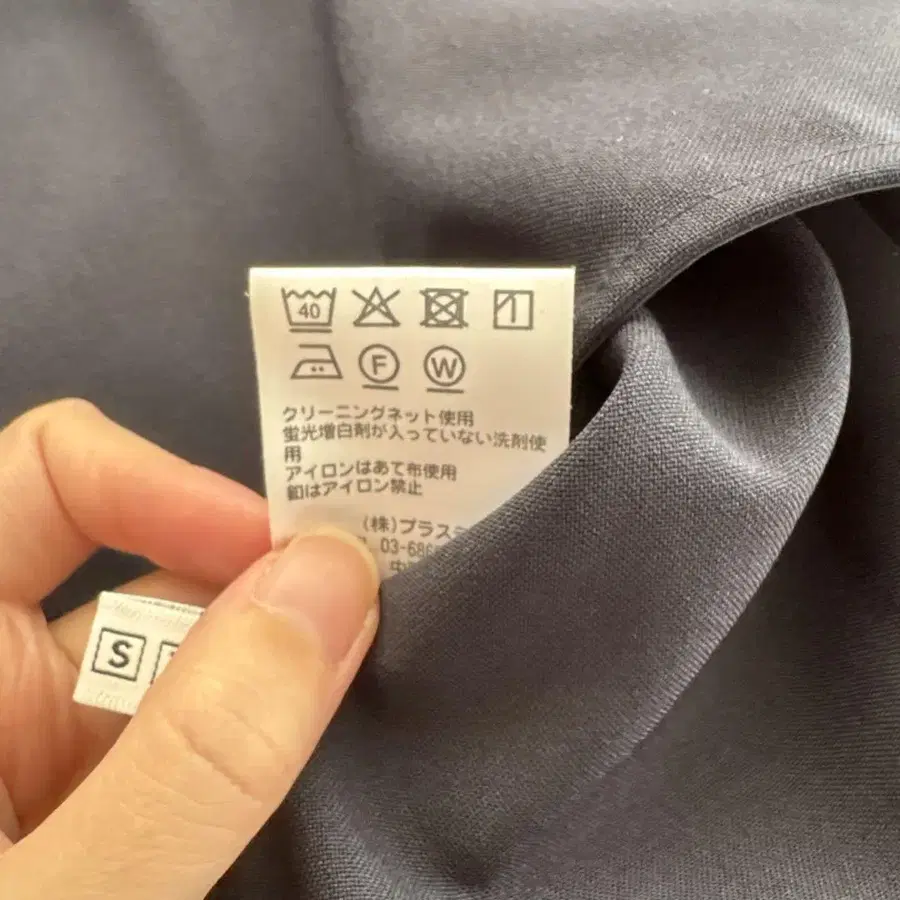 40
F W
クリーニングネット使用
蛍光増白剤が入っていない洗剤使
用
アイロンはあて布使用
釦はアイロン禁止
(株)プラス
03-686
S